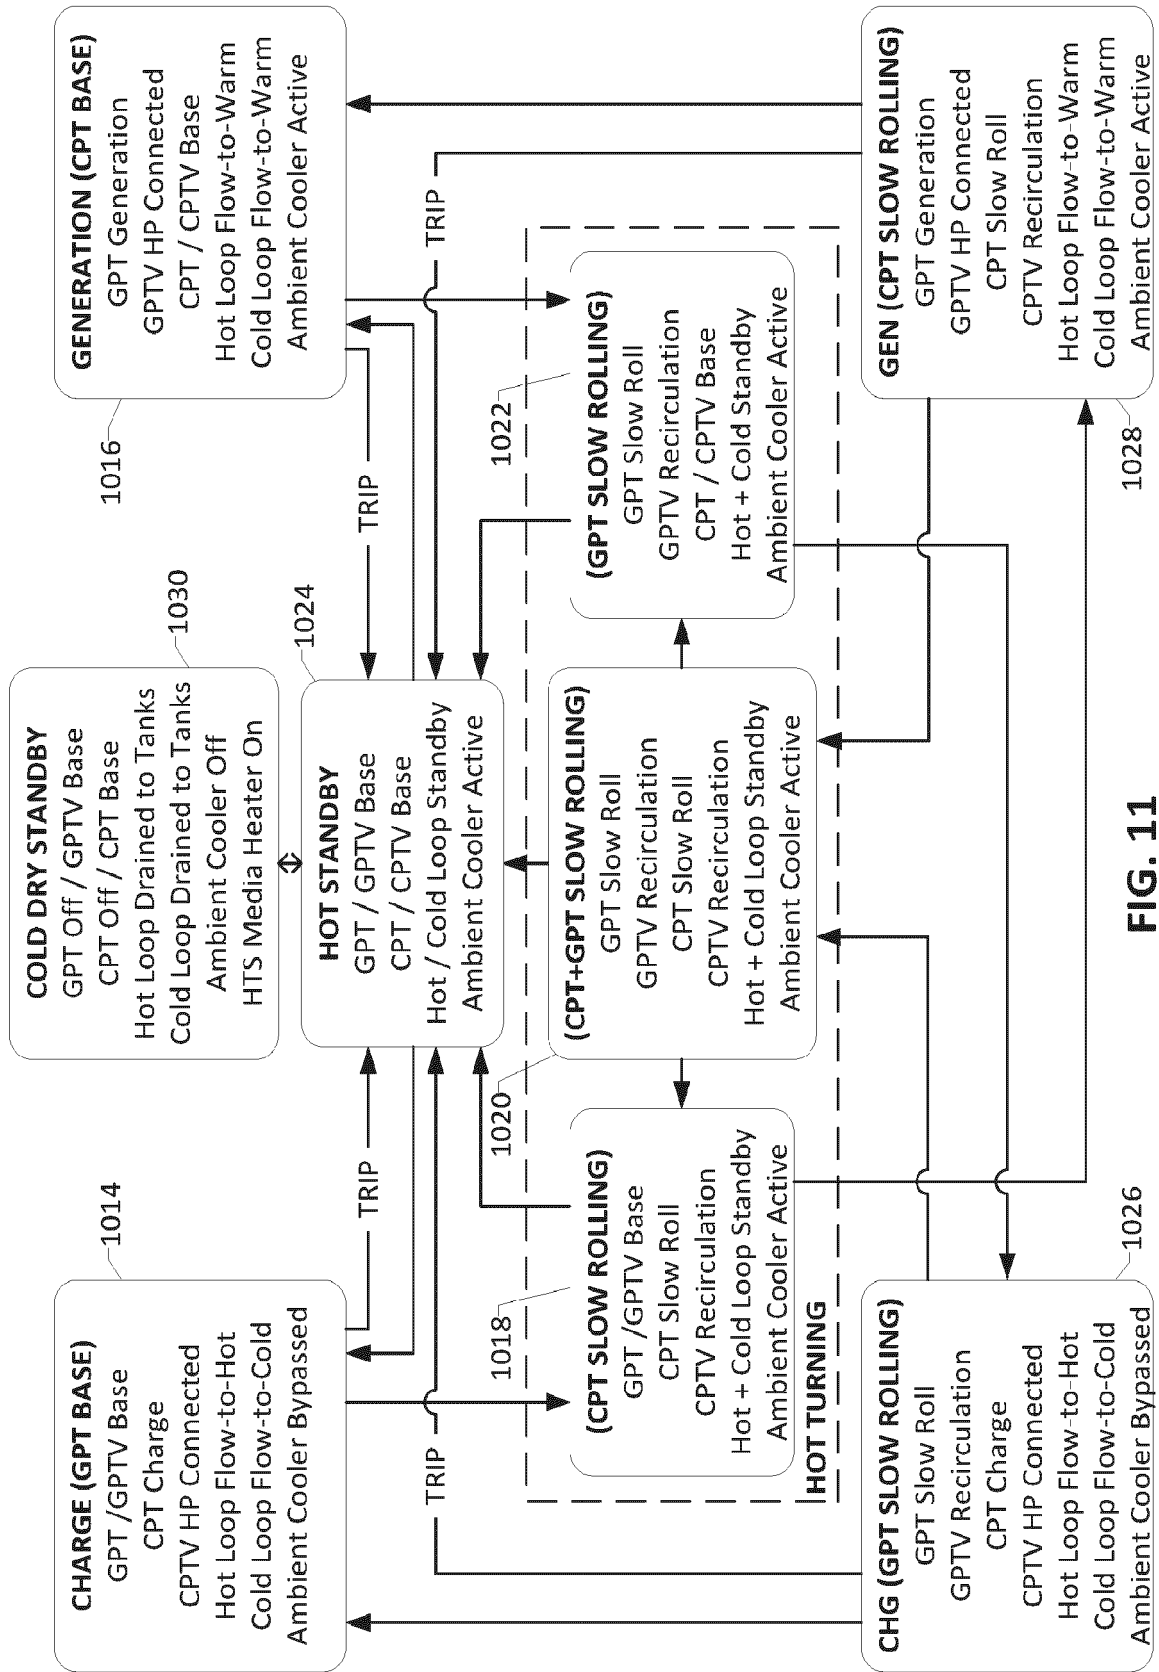 CHARGE (GPT BASE)
GPT /GPTV Base
CPT Charge
CPTV HP Connected
Hot Loop Flow-to-Hot
Cold Loop Flow-to-Cold
Ambient Cooler Bypassed
1014
COLD DRY STANDBY
GPT Off / GPTV Base
CPT Off / CPT Base
Hot Loop Drained to Tanks
Cold Loop Drained to Tanks
Ambient Cooler Off
HTS Media Heater On
1030
GENERATION (CPT BASE)
GPT Generation
GPTV HP Connected
CPT / CPTV Base
Hot Loop Flow-to-Warm
Cold Loop Flow-to-Warm
Ambient Cooler Active
1016
TRIP
HOT STANDBY
GPT / GPTV Base
CPT / CPTV Base
Hot / Cold Loop Standby
Ambient Cooler Active
1024
TRIP
TRIP
TRIP
1018
(CPT SLOW ROLLING)
GPT /GPTV Base
CPT Slow Roll
CPTV Recirculation
Hot + Cold Loop Standby
Ambient Cooler Active
1020
(CPT+GPT SLOW ROLLING)
GPT Slow Roll
GPTV Recirculation
CPT Slow Roll
CPTV Recirculation
Hot + Cold Loop Standby
Ambient Cooler Active
1022
(GPT SLOW ROLLING)
GPT Slow Roll
GPTV Recirculation
CPT / CPTV Base
Hot + Cold Standby
Ambient Cooler Active
HOT TURNING
CHG (GPT SLOW ROLLING)
GPT Slow Roll
GPTV Recirculation
CPT Charge
CPTV HP Connected
Hot Loop Flow-to-Hot
Cold Loop Flow-to-Cold
Ambient Cooler Bypassed
1026
GEN (CPT SLOW ROLLING)
GPT Generation
GPTV HP Connected
CPT Slow Roll
CPTV Recirculation
Hot Loop Flow-to-Warm
Cold Loop Flow-to-Warm
Ambient Cooler Active
1028
FIG. 11